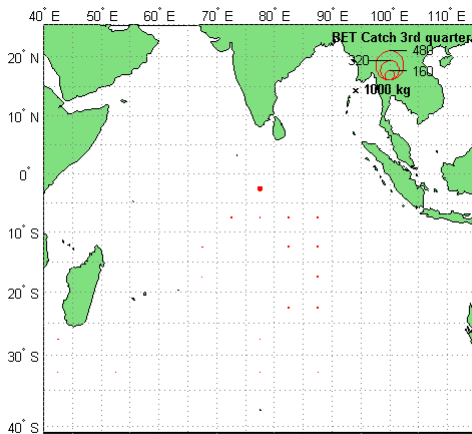 40° E 50° E 60° E 70° E 80° E 90° E 100° E 110° E
20° N
BET Catch 3rd quarter
480
320
160
× 1000 kg
10° N
0°
10° S
20° S
30° S
40° S